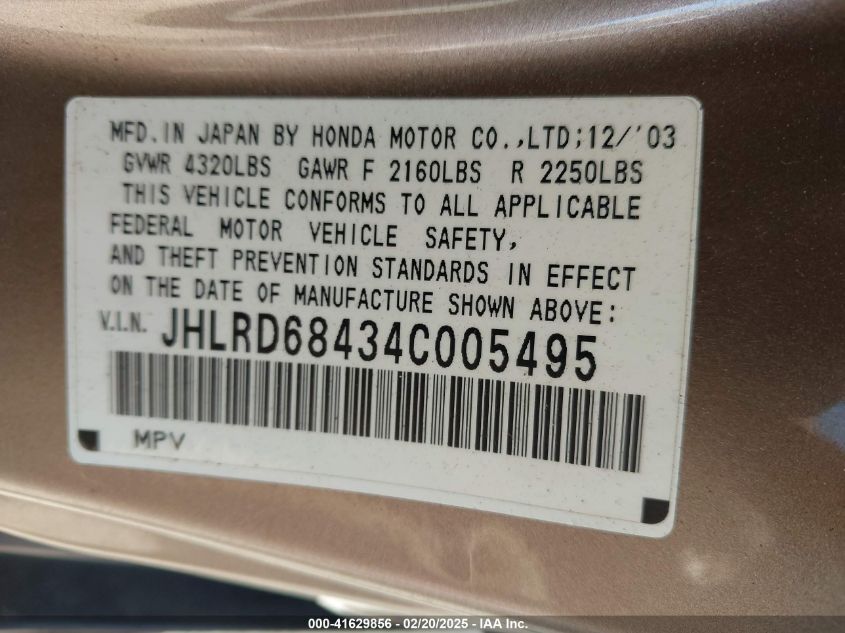 MFD.IN JAPAN BY HONDA MOTOR CO.,LTD;12/'03
GVWR 4320LBS GAWR F 2160LBS R 2250LBS
THIS VEHICLE CONFORMS TO ALL APPLICABLE
FEDERAL MOTOR VEHICLE SAFETY,
AND THEFT PREVENTION STANDARDS IN EFFECT
ON THE DATE OF MANUFACTURE SHOWN ABOVE:
V.I.N. JHLRD68434C005495
MPV
000-41629856 / 02/20/2025 - IAA Inc.